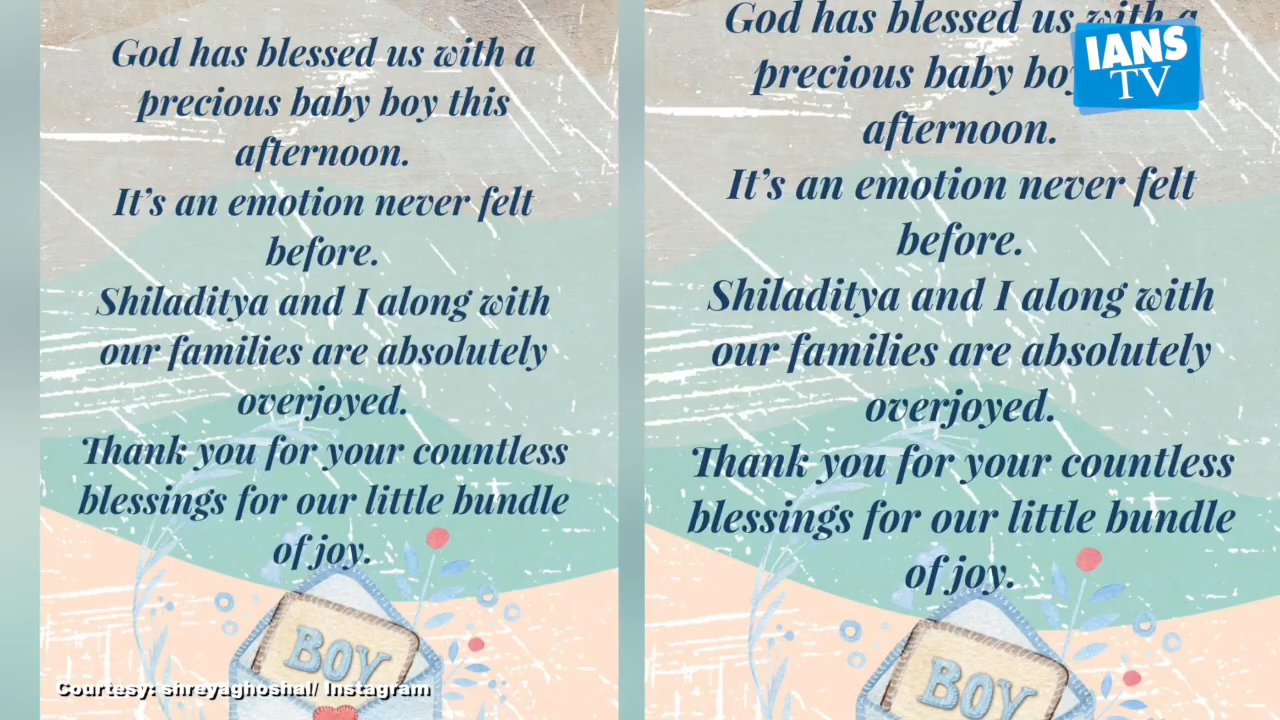 God has blessed us with a
precious baby boy this
afternoon.
It's an emotion never felt
before.
Shiladitya and I along with
our families are absolutely
overjoyed.
Thank you for your countless
blessings for our little bundle
of joy.
BOY
Courtesy: shreyaghoshal/ Instagram
God has blessed us with a
precious baby boy
afternoon.
It's an emotion never felt
before.
Shiladitya and I along with
our families are absolutely
overjoyed.
Thank you for your countless
blessings for our little bundle
of joy.
BOY
IANS
TV